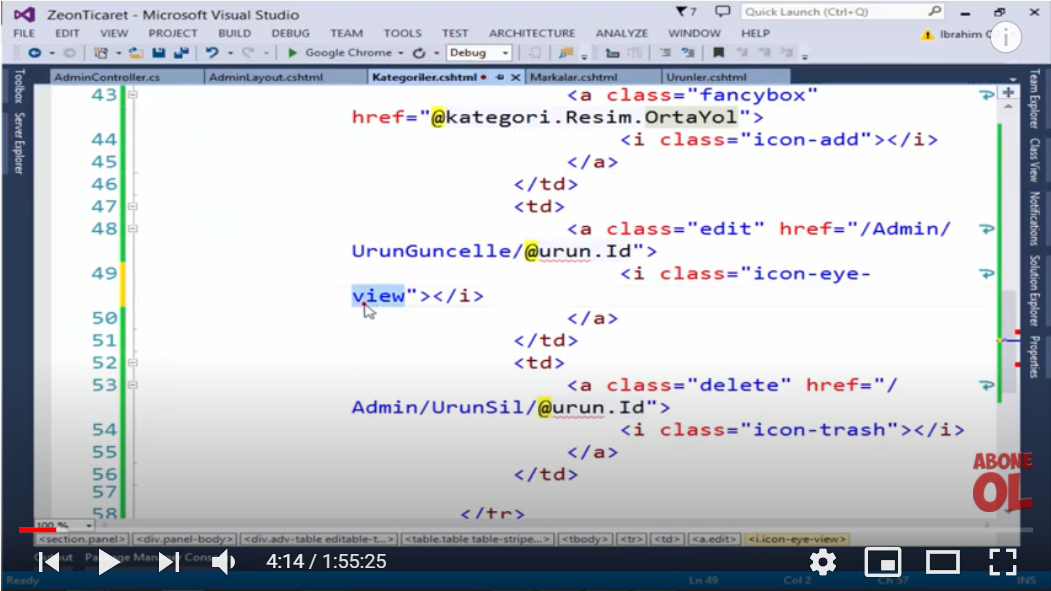 ZeonTicaret - Microsoft Visual Studio
7
Quick Launch (Ctrl+Q)
FILE EDIT VIEW PROJECT BUILD DEBUG TEAM TOOLS TEST ARCHITECTURE ANALYZE WINDOW HELP
Ibrahim
Google Chrome
Debug
Toolbox
Server Explorer
AdminController.cs
AdminLayout.cshtml
Kategoriler.cshtml
Markalar.cshtml
Urunler.cshtml
Team Explorer
Class View
Notifications
Solution Explorer
Properties
43 <a class="fancybox"
href="@kategori.Resim.OrtaYol">
44 <i class="icon-add"></i>
45 </a>
46 </td>
47 <td>
48 <a class="edit" href="/Admin/
UrunGuncelle/@urun.Id">
49 <i class="icon-eye-
view"></i>
50 </a>
51 </td>
52 <td>
53 <a class="delete" href="/
Admin/UrunSil/@urun.Id">
54 <i class="icon-trash"></i>
55 </a>
56 </td>
57
58 </tr>
ABONE
OL
100 %
<section.panel> <div.panel-body> <div.adv-table editable-t...> <table.table table-stripe...> <tbody> <tr> <td> <a.edit> <i.icon-eye-view>
4:14 / 1:55:25
Ready
Ln 49
Col 2
Ch 57
INS